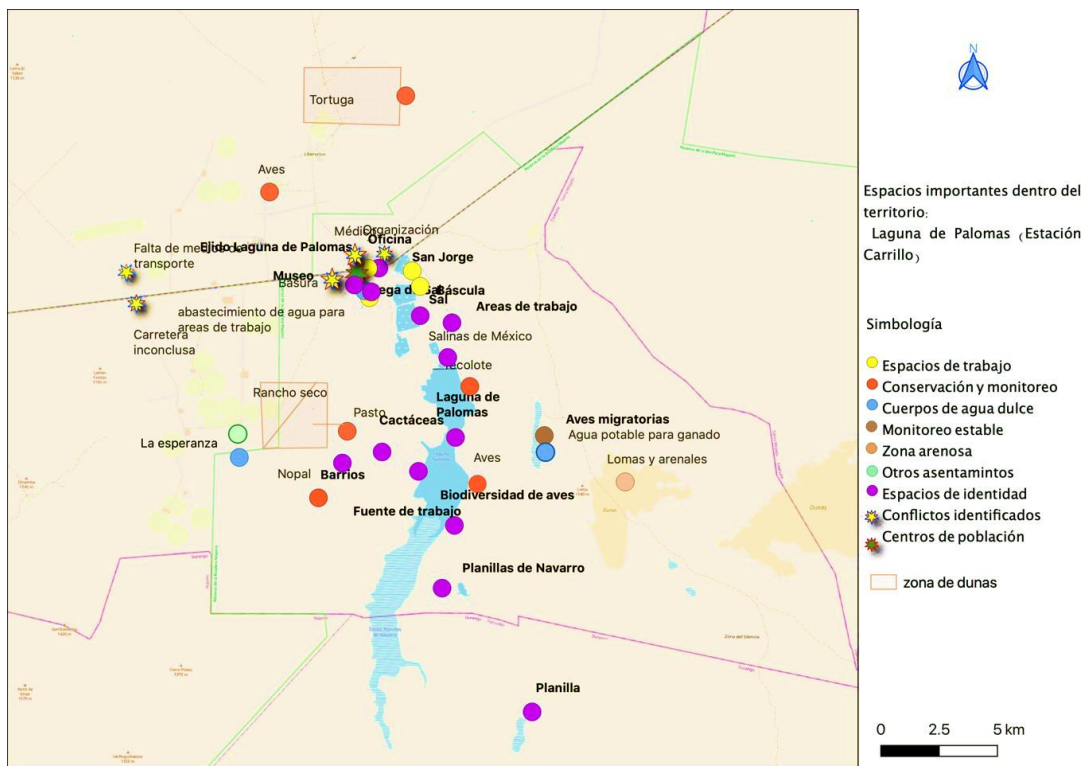 N
Tortuga
Aves
Médico
Organización
Oficina
Ejido Laguna de Palomas
Falta de medios de
transporte
San Jorge
Museo
Basura
Báscula
Sal
Areas de trabajo
abastecimiento de agua para
areas de trabajo
Carretera
inconclusa
Salinas de México
Tecolote
Rancho seco
Laguna de
Palomas
Pasto
Cactáceas
Aves migratorias
Agua potable para ganado
La esperanza
Aves
Lomas y arenales
Nopal
Barrios
Biodiversidad de aves
Fuente de trabajo
Dunas
Planillas de Navarro
Zona del Silencio
Planilla
Espacios importantes dentro del
territorio:
Laguna de Palomas (Estación
Carrillo)
Simbología
Espacios de trabajo
Conservación y monitoreo
Cuerpos de agua dulce
Monitoreo estable
Zona arenosa
Otros asentamintos
Espacios de identidad
Conflictos identificados
Centros de población
zona de dunas
0 2.5 5 km